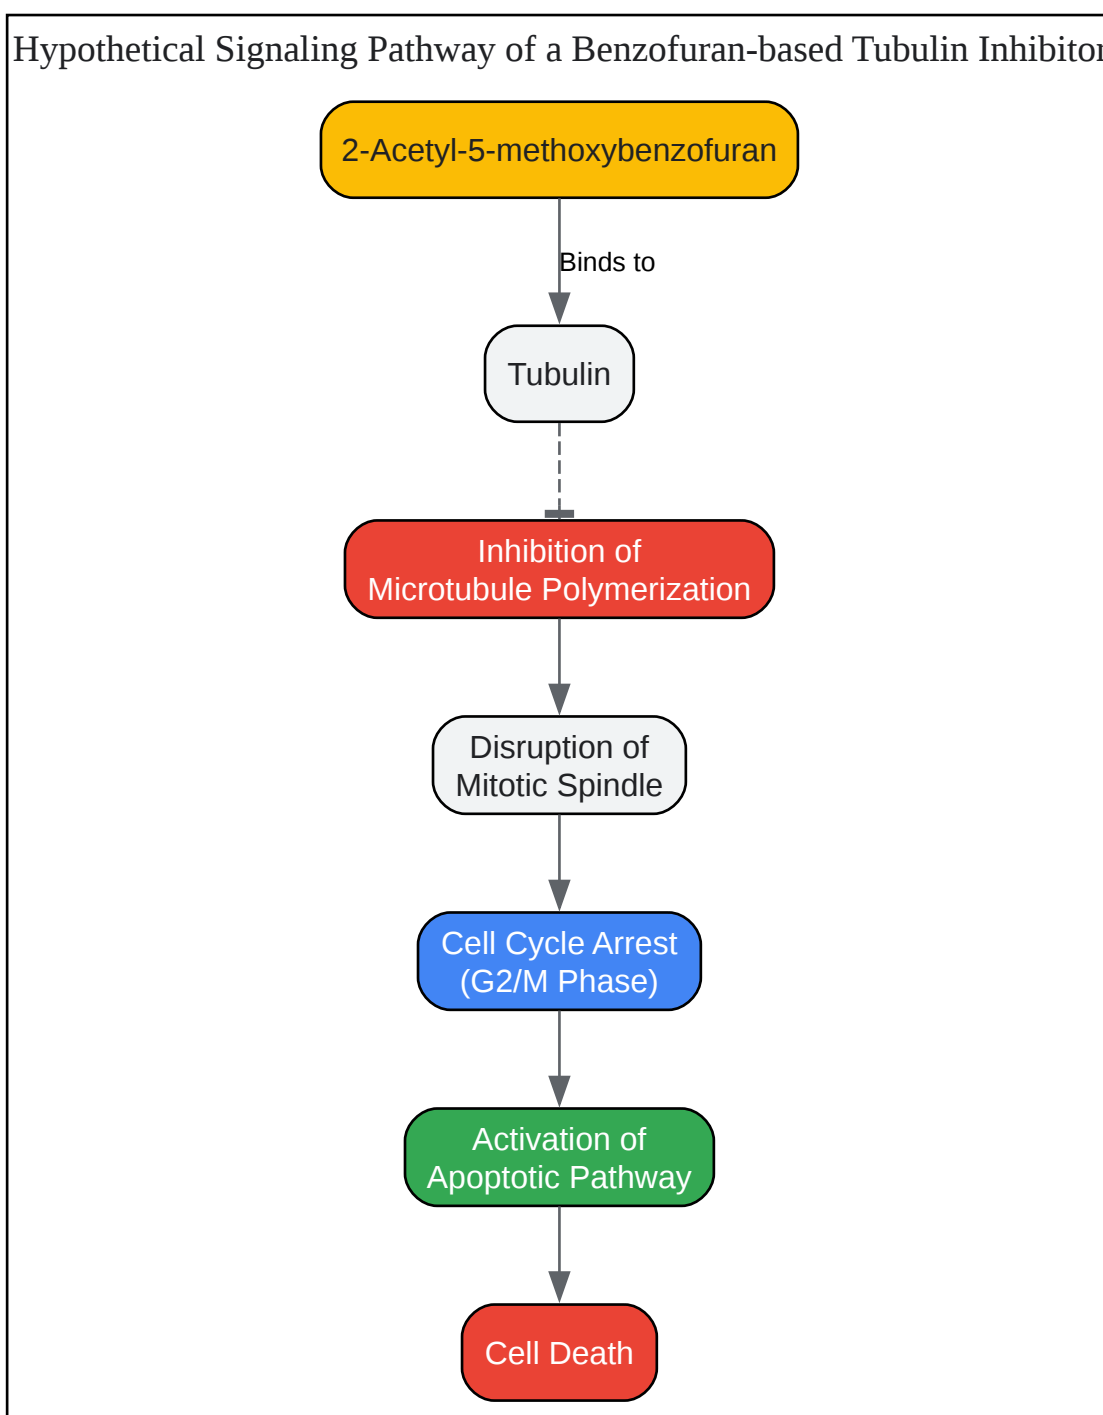 Hypothetical Signaling Pathway of a Benzofuran-based Tubulin Inhibitor
2-Acetyl-5-methoxybenzofuran
Binds to
Tubulin
Inhibition of
Microtubule Polymerization
Disruption of
Mitotic Spindle
Cell Cycle Arrest
(G2/M Phase)
Activation of
Apoptotic Pathway
Cell Death